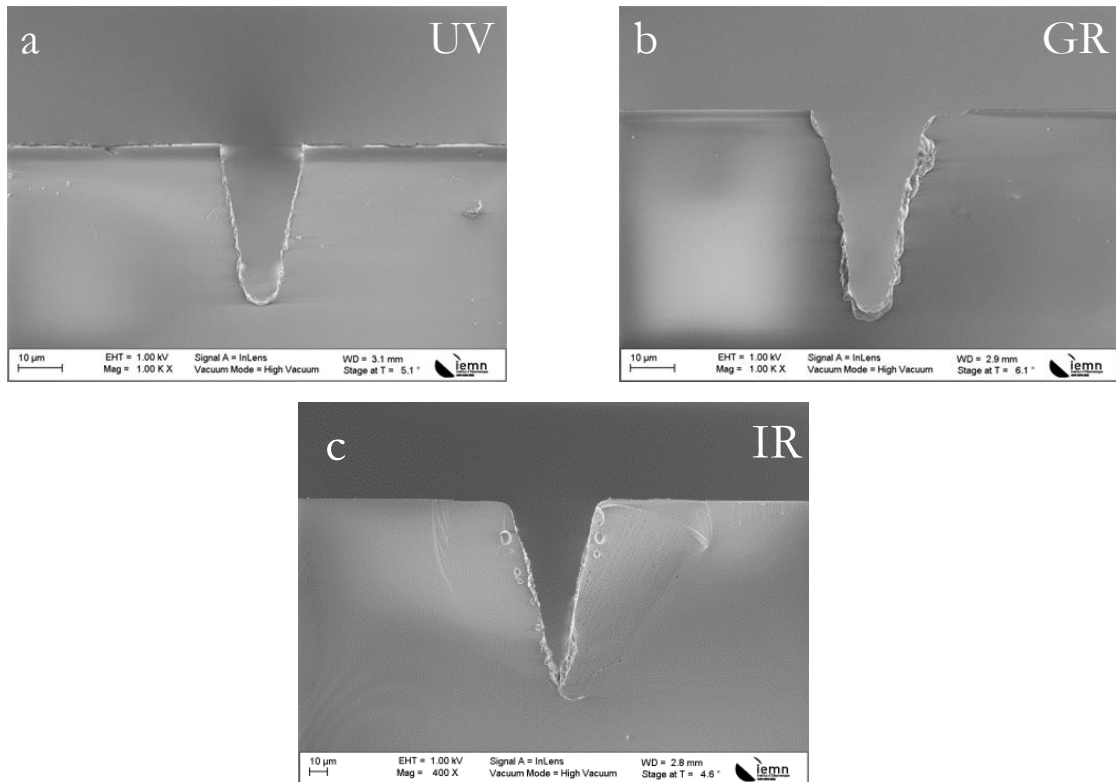 a
UV
10 µm
EHT = 1.00 kV
Mag = 1.00 K X
Signal A = InLens
Vacuum Mode = High Vacuum
WD = 3.1 mm
Stage at T = 5.1 °
iemn
b
GR
10 µm
EHT = 1.00 kV
Mag = 1.00 K X
Signal A = InLens
Vacuum Mode = High Vacuum
WD = 2.9 mm
Stage at T = 6.1 °
iemn
c
IR
10 µm
EHT = 1.00 kV
Mag = 400 X
Signal A = InLens
Vacuum Mode = High Vacuum
WD = 2.8 mm
Stage at T = 4.6 °
iemn